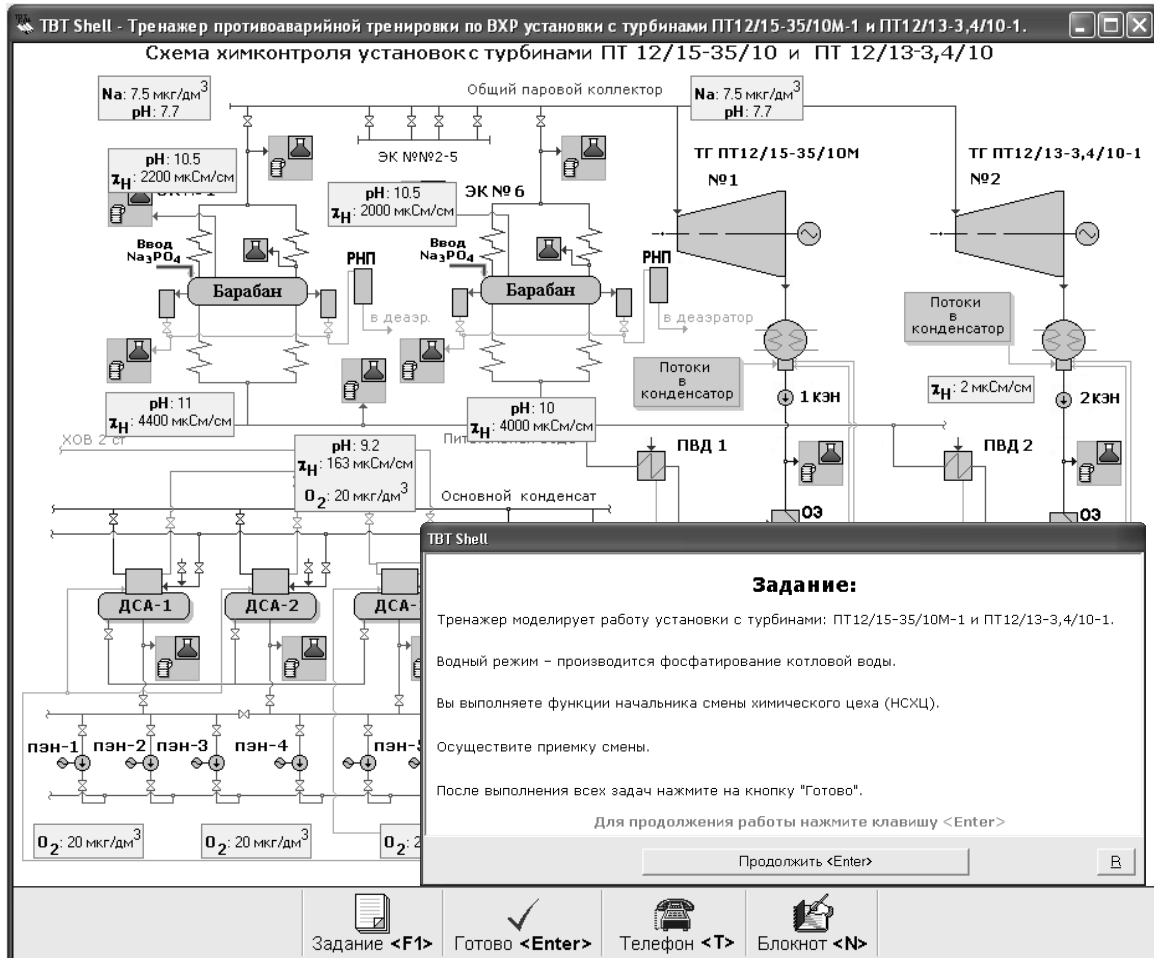 TBT Shell - Тренажер противоаварийной тренировки по ВХР установки с турбинами ПТ12/15-35/10М-1 и ПТ12/13-3,4/10-1.
Схема химконтроля установок с турбинами ПТ 12/15-35/10 и ПТ 12/13-3,4/10
Na: 7.5 мкг/дм3
pH: 7.7
Общий паровой коллектор
Na: 7.5 мкг/дм3
pH: 7.7
ЭК №№2-5
ТГ ПТ12/15-35/10М
№1
ТГ ПТ12/13-3,4/10-1
№2
pH: 10.5
χH: 2200 мкСм/см
pH: 10.5
χH: 2000 мкСм/см
ЭК № 6
Ввод
Na3PO4
Ввод
Na3PO4
РНП
РНП
Барабан
Барабан
в деаэр.
в деаэратор
Потоки
в
конденсатор
Потоки
в
конденсатор
1 КЭН
2 КЭН
χH: 2 мкСм/см
pH: 11
χH: 4400 мкСм/см
pH: 10
χH: 4000 мкСм/см
ХОВ 2 ст
pH: 9.2
χH: 163 мкСм/см
O2: 20 мкг/дм3
ПВД 1
ПВД 2
Основной конденсат
ОЭ
ОЭ
ДСА-1
ДСА-2
ДСА-
ПЭН-1
ПЭН-2
ПЭН-3
ПЭН-4
ПЭН-5
O2: 20 мкг/дм3
O2: 20 мкг/дм3
O2: 2
TBT Shell
Задание:
Тренажер моделирует работу установки с турбинами: ПТ12/15-35/10М-1 и ПТ12/13-3,4/10-1.
Водный режим – производится фосфатирование котловой воды.
Вы выполняете функции начальника смены химического цеха (НСХЦ).
Осуществите приемку смены.
После выполнения всех задач нажмите на кнопку "Готово".
Для продолжения работы нажмите клавишу <Enter>
Продолжить <Enter>
R
Задание <F1>
Готово <Enter>
Телефон <T>
Блокнот <N>